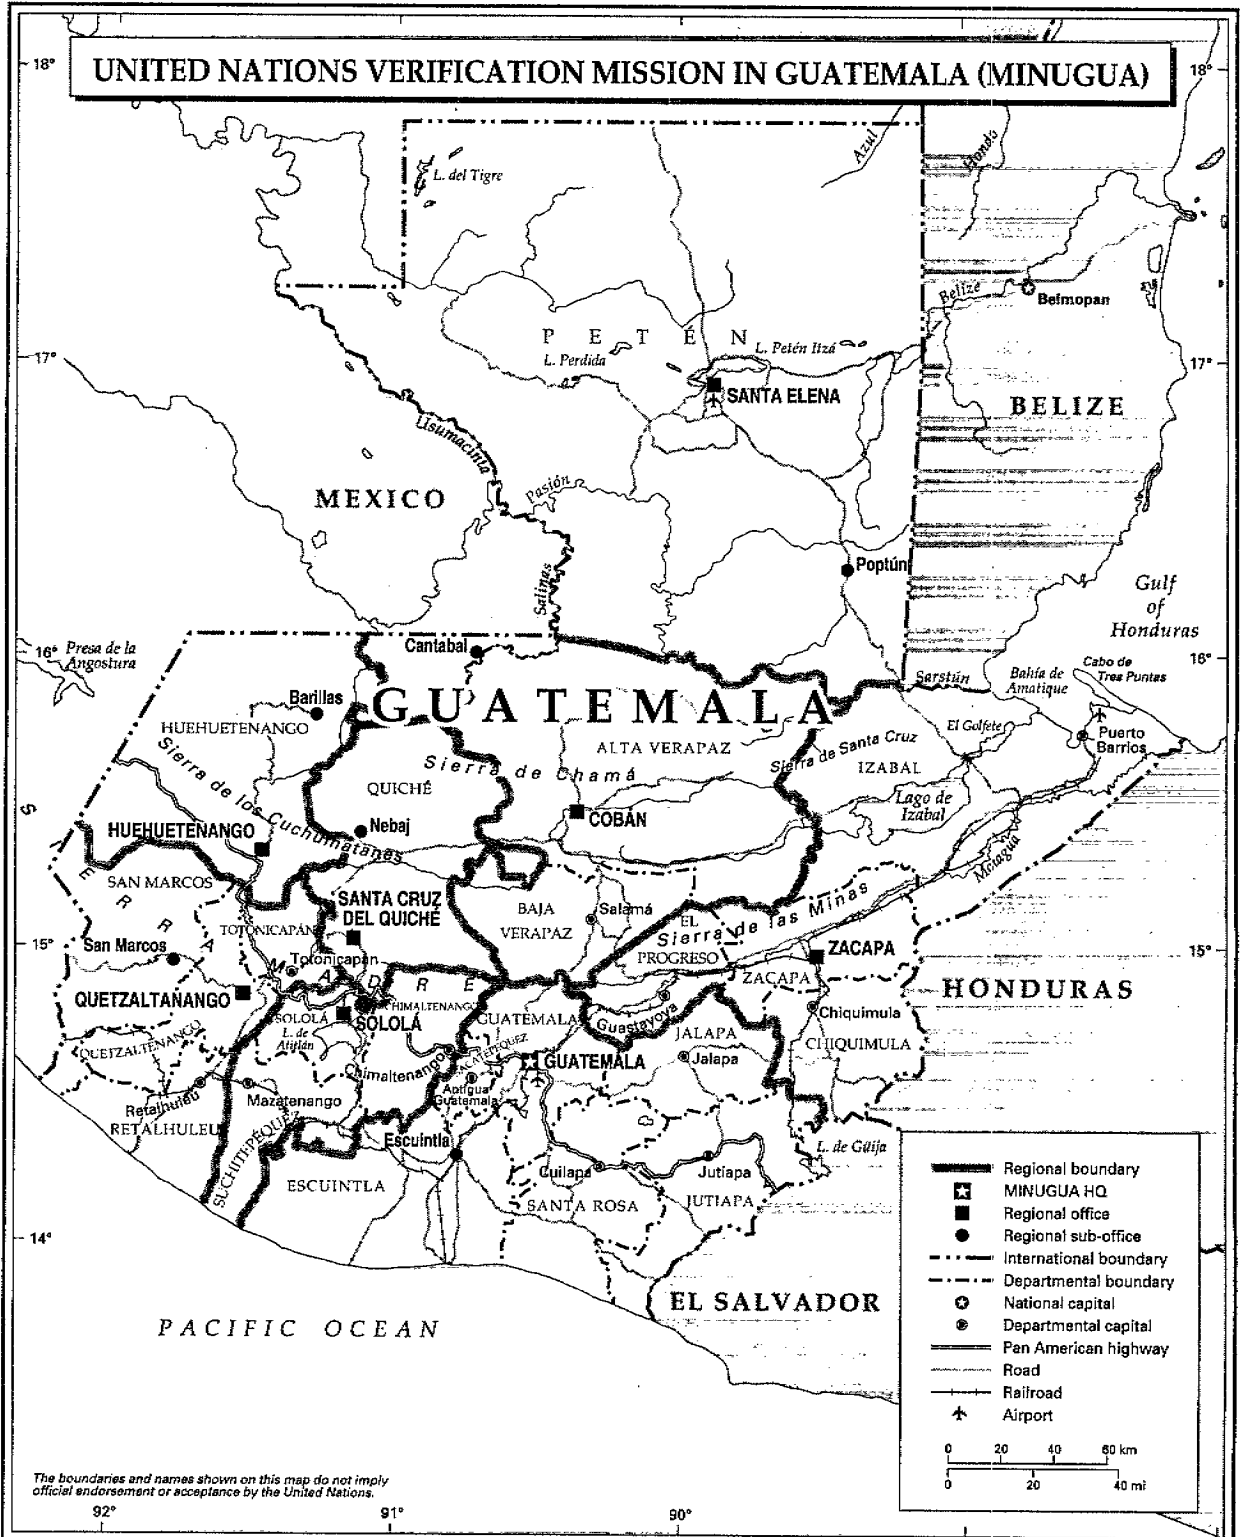 UNITED NATIONS VERIFICATION MISSION IN GUATEMALA (MINUGUA)
18°
18°
Azul
Hondo
L. del Tigre
Belize
Belmopan
PETÉN
L. Perdida
L. Petén Itzá
17°
17°
SANTA ELENA
BELIZE
Usumacinta
MEXICO
Pasión
Salinas
Poptún
Gulf
of
Honduras
16°
Presa de la
Angostura
Cantabal
16°
Sarstún
Bahía de
Amatique
Cabo de
Tres Puntas
Barillas
GUATEMALA
HUEHUETENANGO
ALTA VERAPAZ
El Golfete
Puerto
Barrios
Sierra de Santa Cruz
IZABAL
Sierra de Chamá
Sierra de los Cuchumatanes
QUICHÉ
Lago de
Izabal
HUEHUETENANGO
Nebaj
COBÁN
Motagua
SAN MARCOS
SANTA CRUZ
DEL QUICHÉ
BAJA
VERAPAZ
Salamá
EL
PROGRESO
Sierra de las Minas
TOTONICAPÁN
15°
San Marcos
Totonicapán
ZACAPA
15°
SIERRA MADRE
ZACAPA
HONDURAS
QUETZALTANANGO
CHIMALTENANGO
SOLOLÁ
SOLOLÁ
L. de
Atitlán
GUATEMALA
Guastayoya
Chiquimula
JALAPA
CHIQUIMULA
QUETZALTENANGO
Chimaltenango
SACATEPÉQUEZ
GUATEMALA
Jalapa
Antigua
Guatemala
Retalhuleu
Mazatenango
RETALHULEU
SUCHITEPÉQUEZ
Escuintla
L. de Güija
Cuilapa
Jutiapa
ESCUINTLA
SANTA ROSA
JUTIAPA
14°
EL SALVADOR
PACIFIC OCEAN
Regional boundary
MINUGUA HQ
Regional office
Regional sub-office
International boundary
Departmental boundary
National capital
Departmental capital
Pan American highway
Road
Railroad
Airport
0 20 40 60 km
0 20 40 mi
The boundaries and names shown on this map do not imply
official endorsement or acceptance by the United Nations.
92°
91°
90°